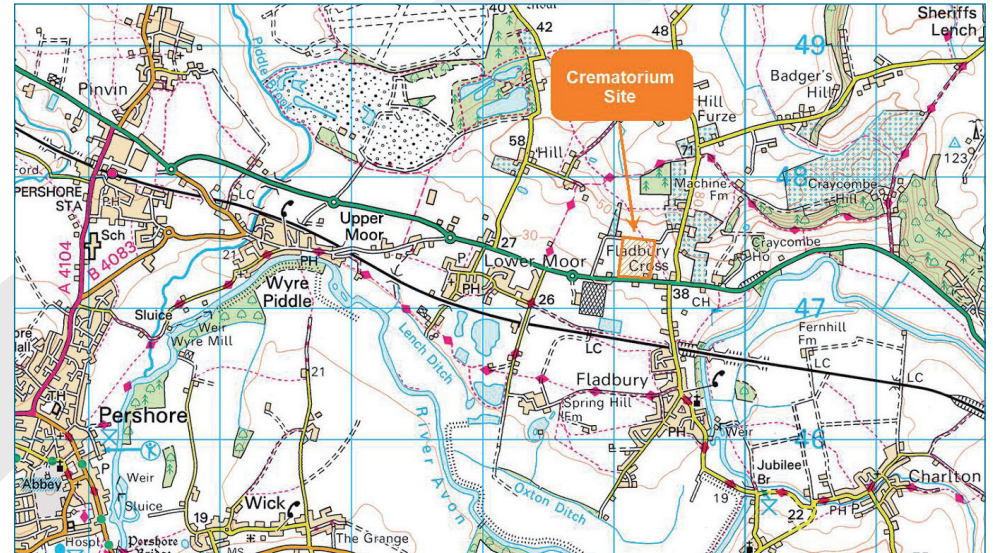 40
42
48
49
Sheriffs
Lench
Piddle Brook
Pinvin
Crematorium
Site
Badger's
Hill
Hill
Furze
58
Hill
71
123
Ford
LC
48
PERSHORE
STA
PH
Machine
Fm
Craycombe
Hill
50
Sch
Upper
Moor
A 4104
B 4083
27
30
Lower Moor
Fladbury
Cross
Craycombe
Ho
21
PH
P
PH
Wyre
Piddle
26
38
CH
47
Sluice
Weir
Wyre Mill
Lench Ditch
LC
Fernhill
Fm
LC
LC
21
Fladbury
TH
Spring Hill
Fm
Pershore
River Avon
PH
Weir
46
P
Abbey
Weir
Jubilee
Br
Charlton
Sluice
Oxton Ditch
19
22
PH
19
Wick
Hospl
Pershore
Bridge
MS
The Grange